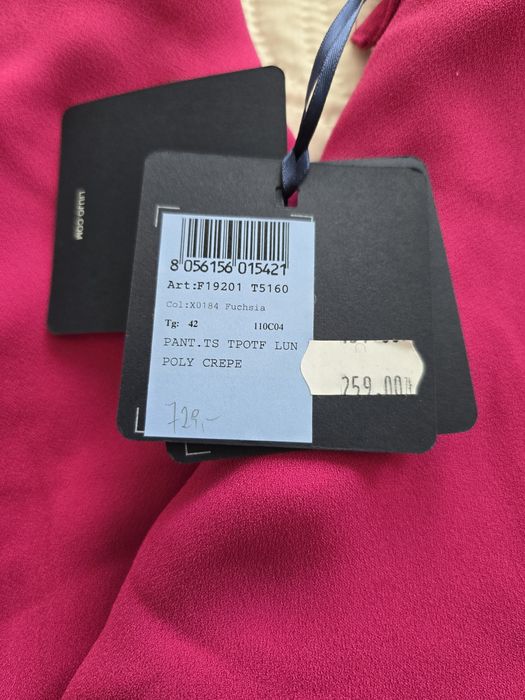 LIUJO.COM
8 056156 015421
Art:F19201 T5160
Col:X0184 Fuchsia
Tg: 42 110C04
PANT.TS TPOTF LUN
POLY CREPE
259.00
729,-